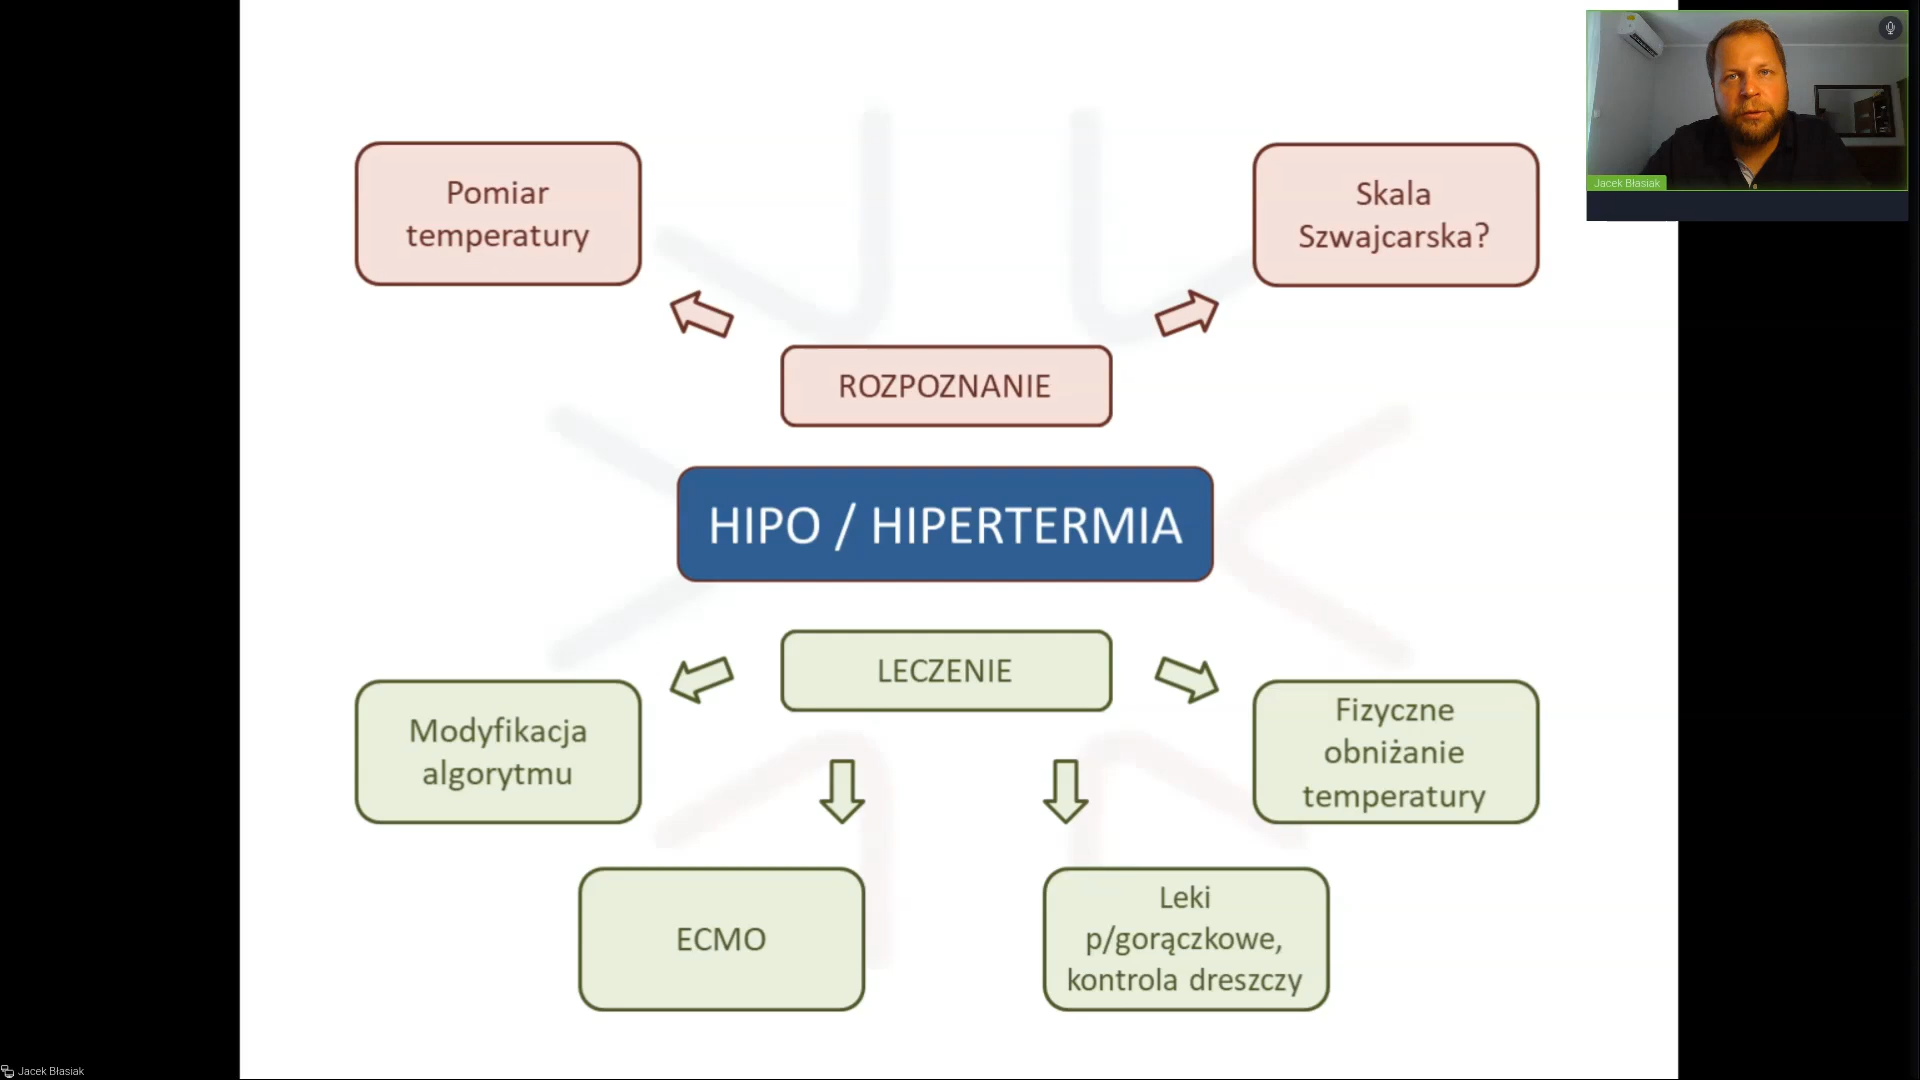 Pomiar
temperatury
Skala
Szwajcarska?
ROZPOZNANIE
HIPO / HIPERTERMIA
LECZENIE
Modyfikacja
algorytmu
Fizyczne
obniżanie
temperatury
ECMO
Leki
p/gorączkowe,
kontrola dreszczy
Jacek Błasiak
Jacek Błasiak